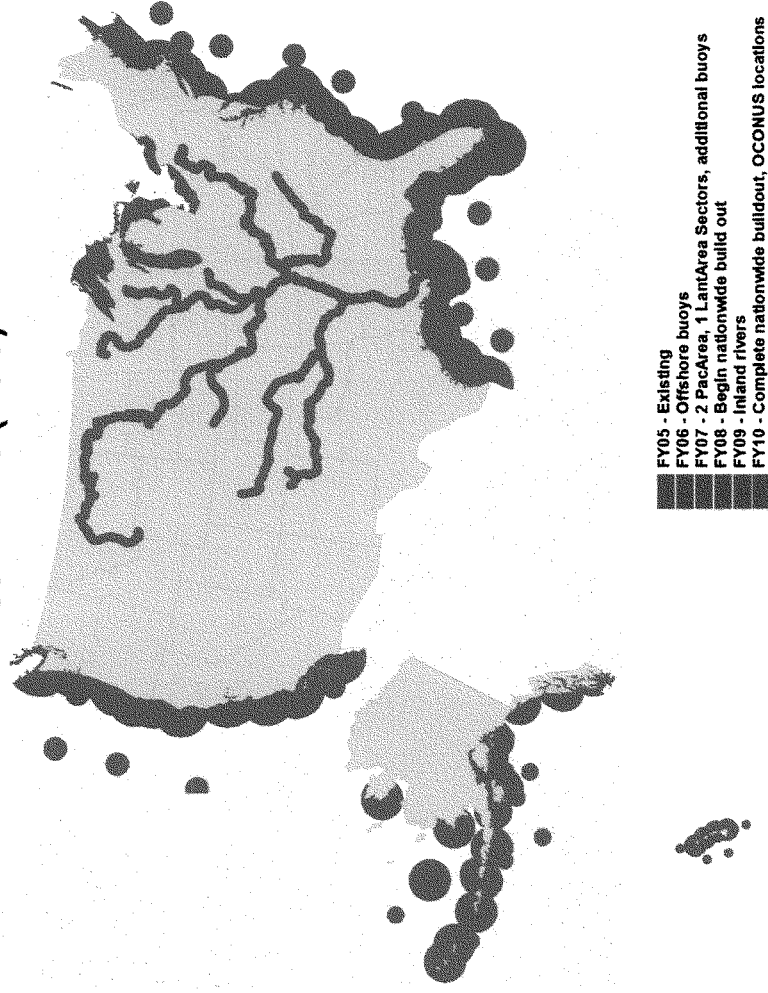 FY05 - Existing
FY06 - Offshore buoys
FY07 - 2 PacArea, 1 LantArea Sectors, additional buoys
FY08 - Begin nationwide build out
FY09 - Inland rivers
FY10 - Complete nationwide buildout, OCONUS locations